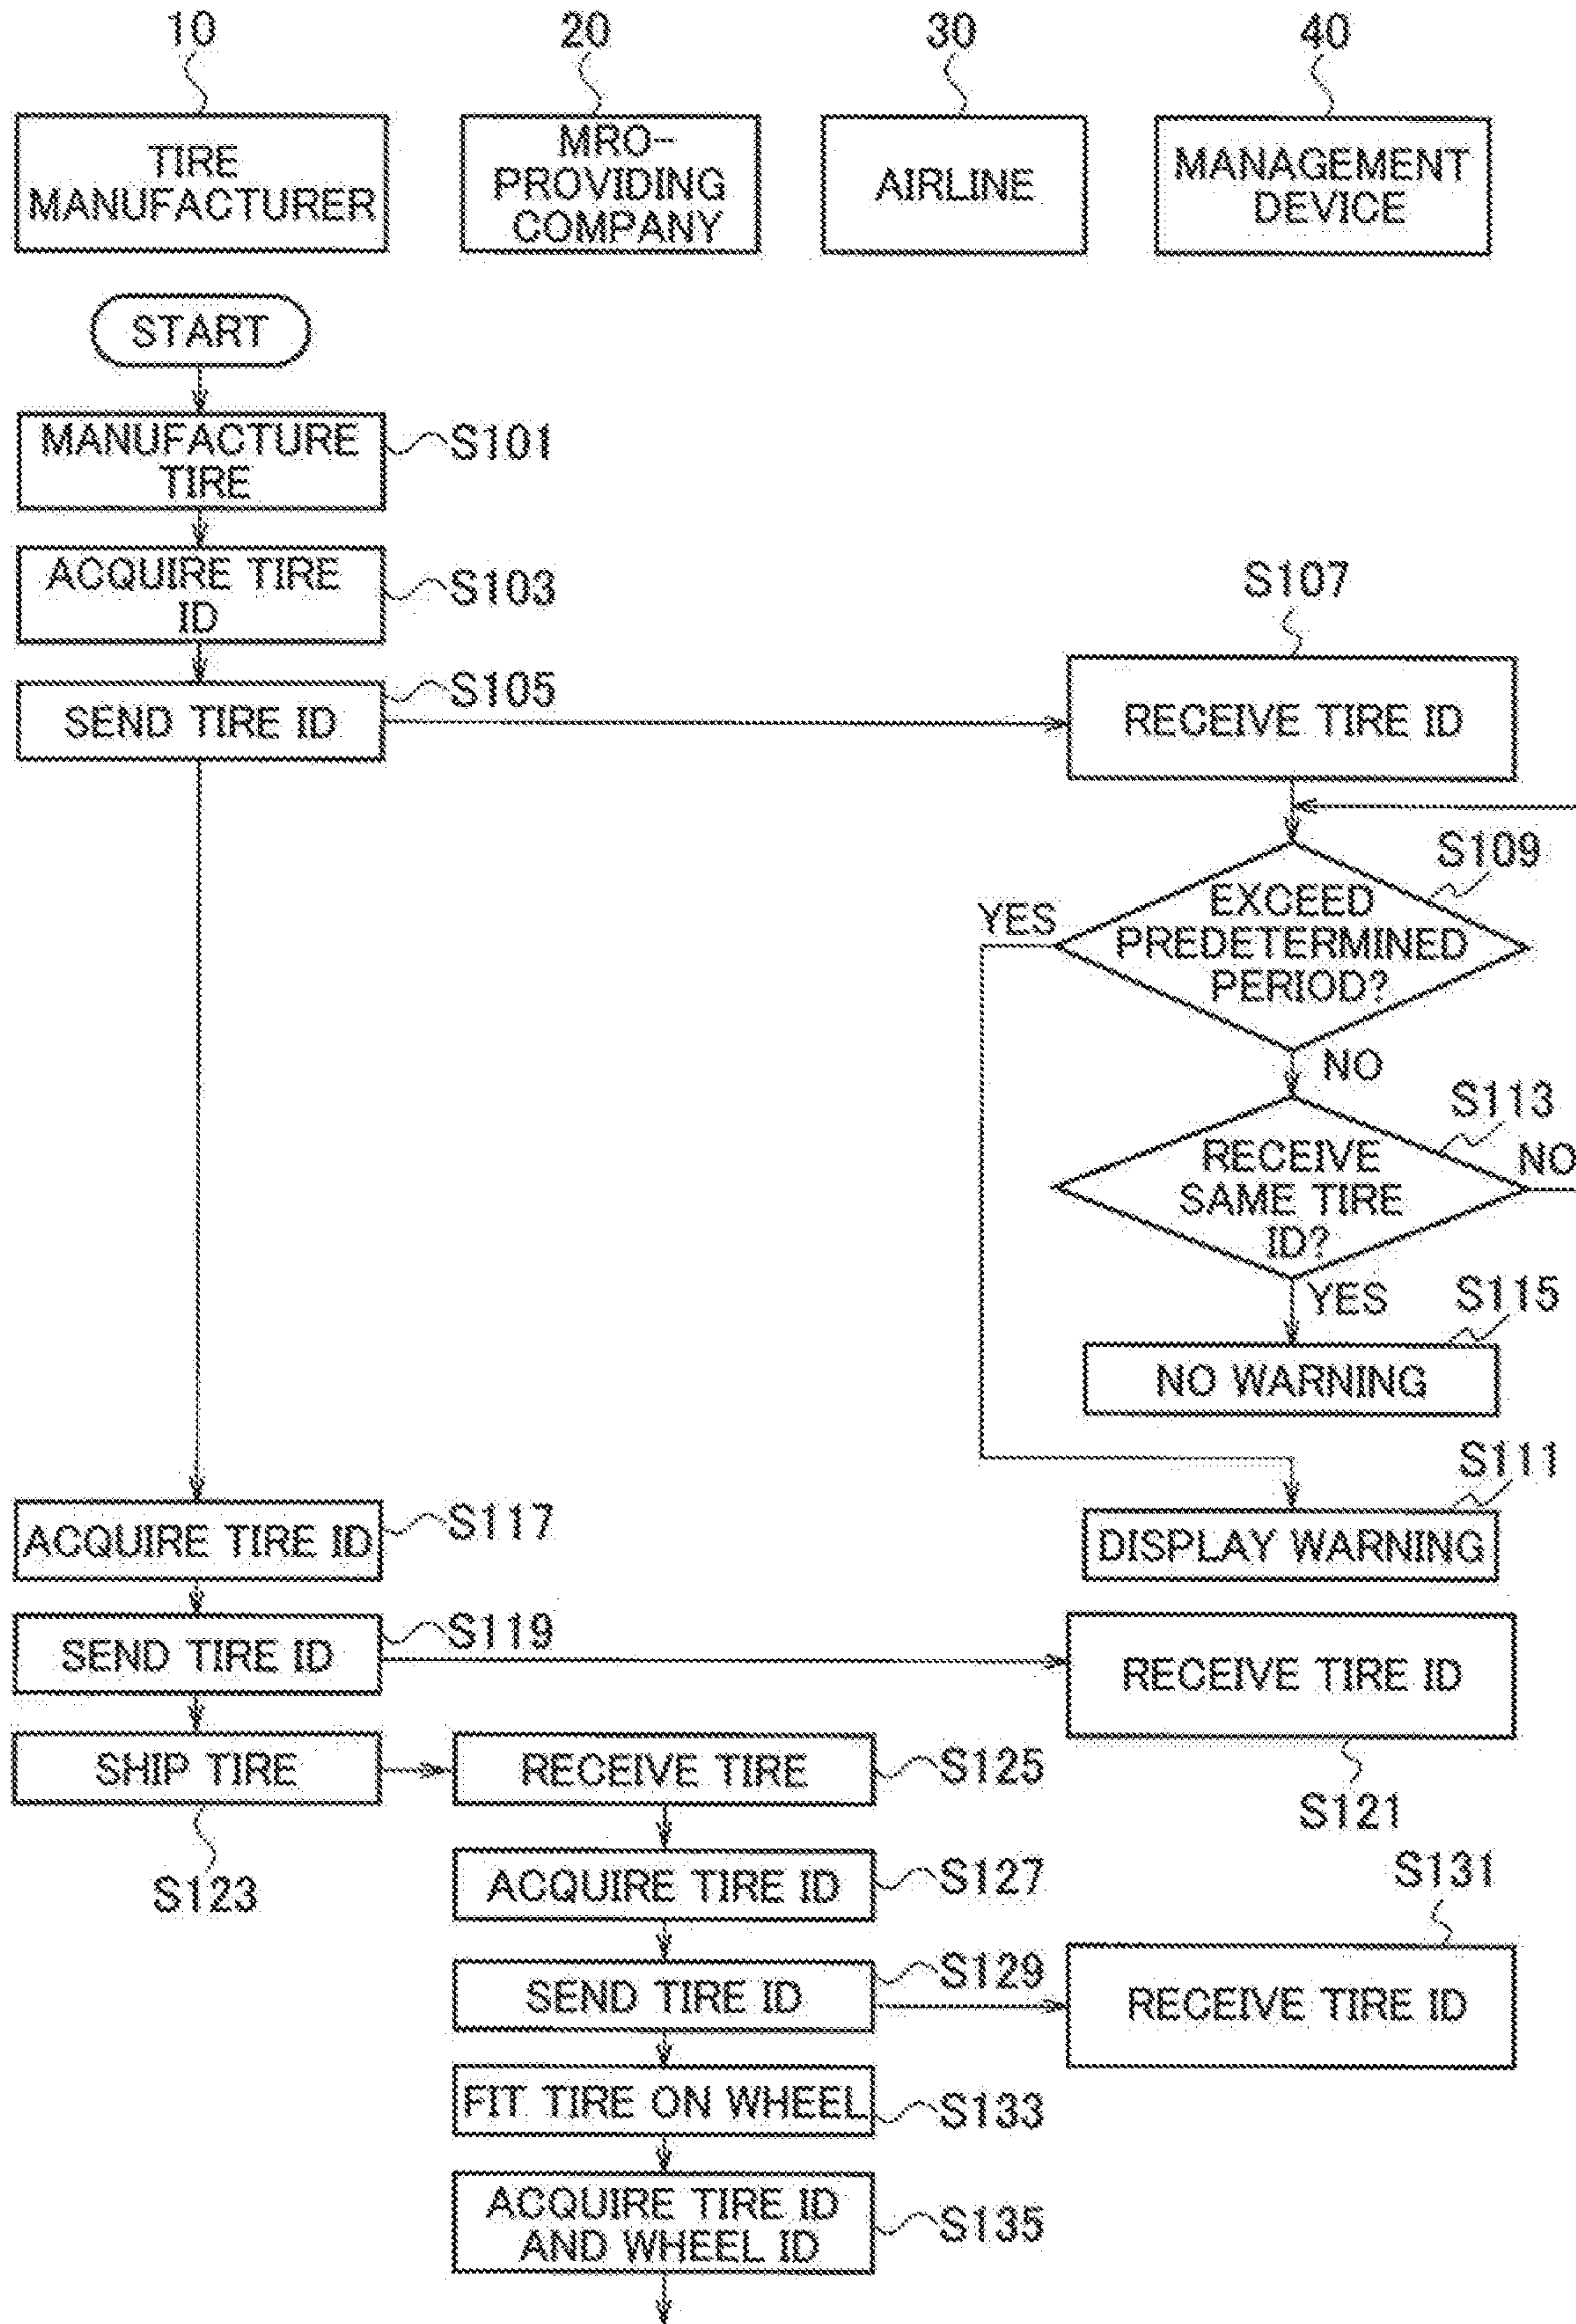 10
20
30
40
TIRE
MANUFACTURER
MRO-
PROVIDING
COMPANY
AIRLINE
MANAGEMENT
DEVICE
START
MANUFACTURE
TIRE
S101
ACQUIRE TIRE
ID
S103
SEND TIRE ID
S105
S107
RECEIVE TIRE ID
S109
EXCEED
PREDETERMINED
PERIOD?
YES
NO
S113
RECEIVE
SAME TIRE
ID?
NO
YES
S115
NO WARNING
S111
DISPLAY WARNING
ACQUIRE TIRE ID
S117
SEND TIRE ID
S119
RECEIVE TIRE ID
S121
SHIP TIRE
S123
RECEIVE TIRE
S125
ACQUIRE TIRE ID
S127
S131
SEND TIRE ID
S129
RECEIVE TIRE ID
FIT TIRE ON WHEEL
S133
ACQUIRE TIRE ID
AND WHEEL ID
S135